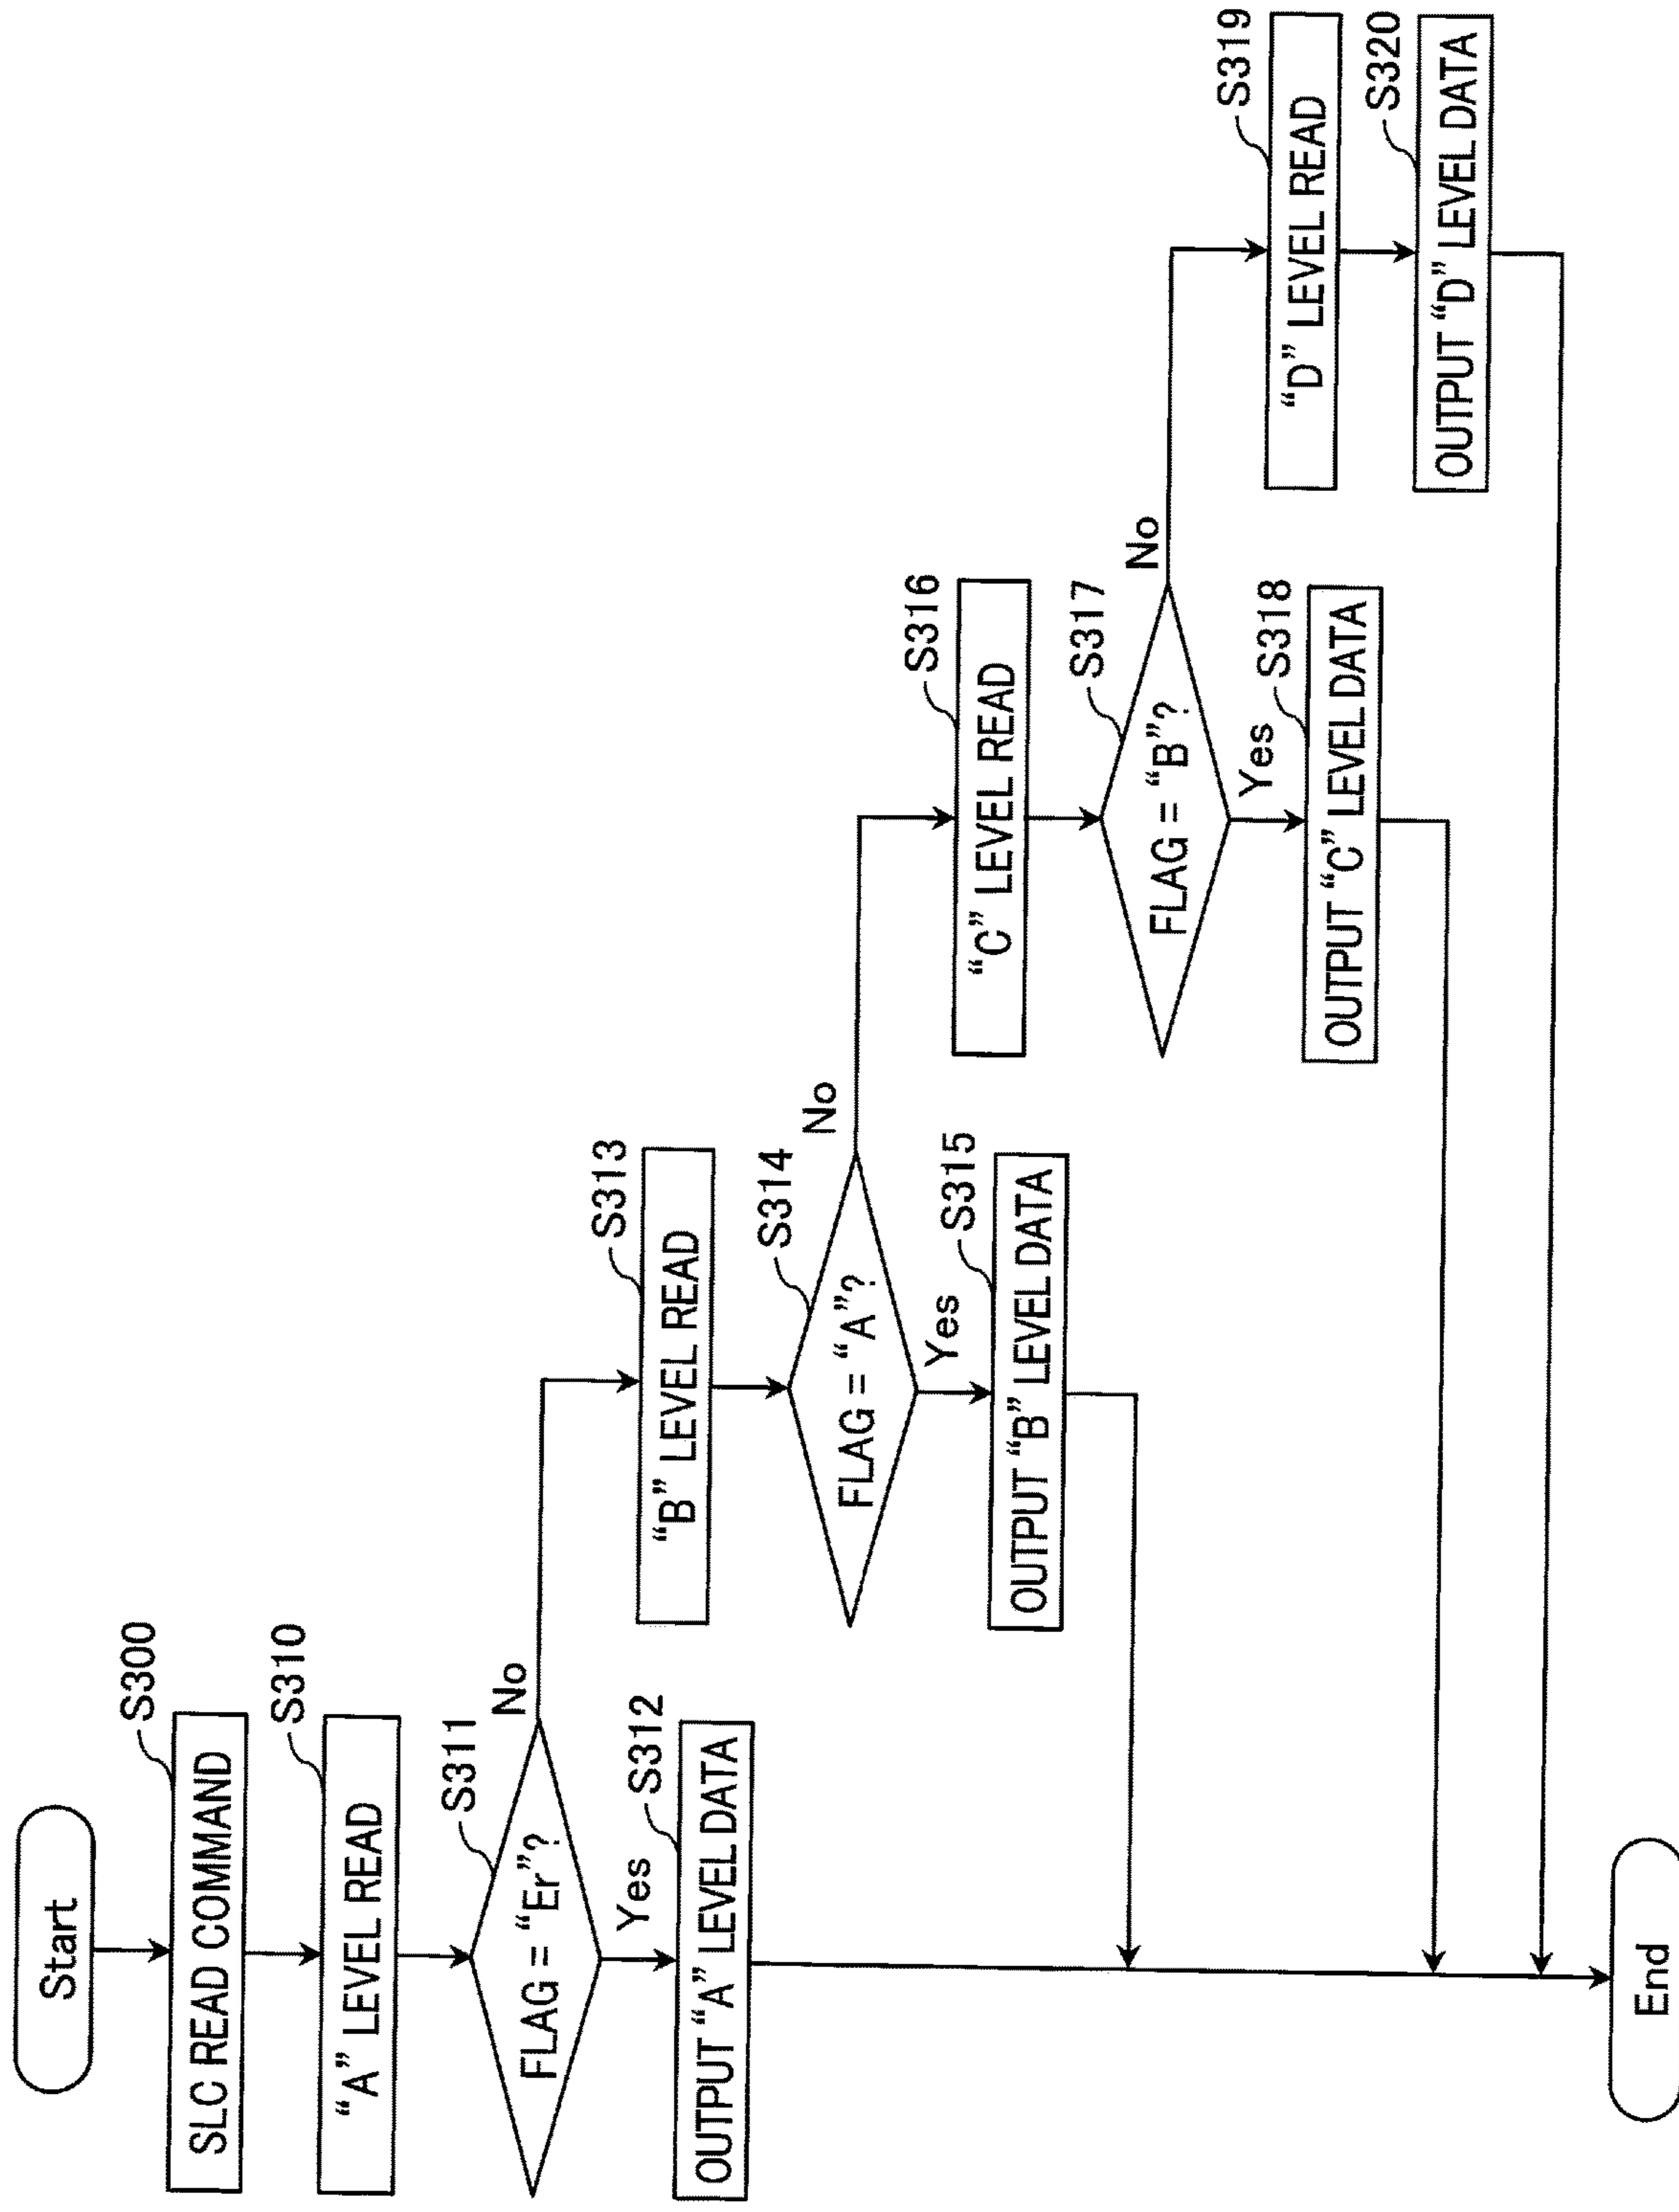 Start
S300
SLC READ COMMAND
S310
“A” LEVEL READ
S311
FLAG = “Er”?
No
Yes
S312
OUTPUT “A” LEVEL DATA
S313
“B” LEVEL READ
S314
FLAG = “A”?
No
Yes
S315
OUTPUT “B” LEVEL DATA
S316
“C” LEVEL READ
S317
FLAG = “B”?
No
Yes
S318
OUTPUT “C” LEVEL DATA
S319
“D” LEVEL READ
S320
OUTPUT “D” LEVEL DATA
End